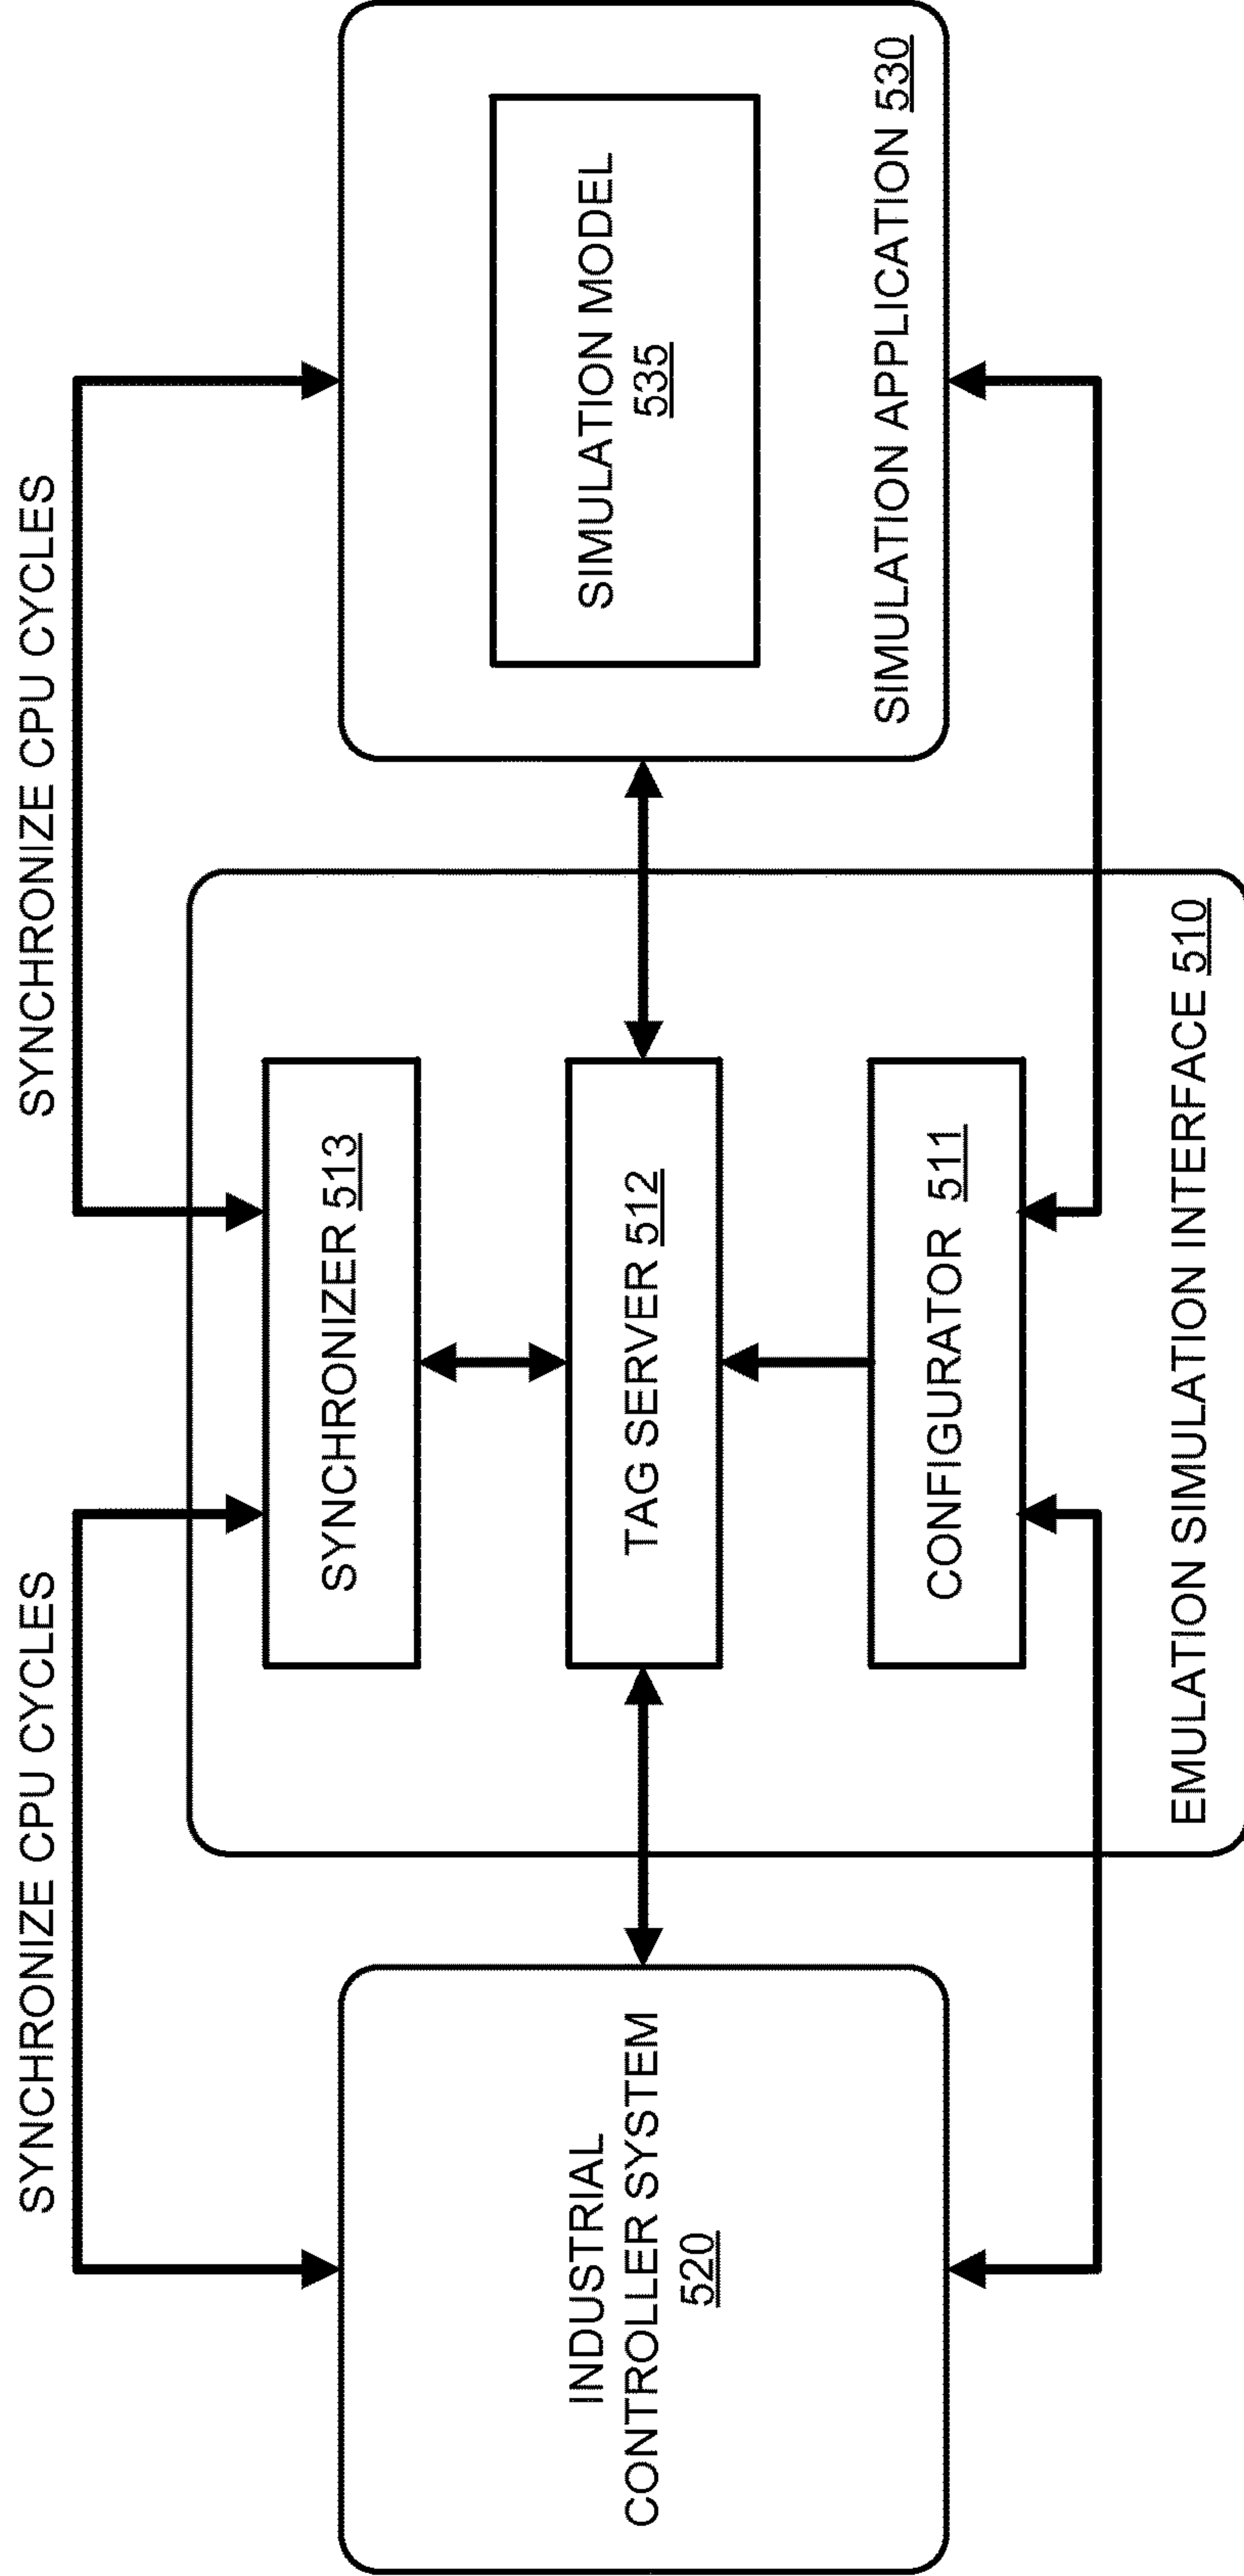 SYNCHRONIZE CPU CYCLES
SYNCHRONIZE CPU CYCLES
INDUSTRIAL
CONTROLLER SYSTEM
520
SYNCHRONIZER 513
TAG SERVER 512
CONFIGURATOR 511
EMULATION SIMULATION INTERFACE 510
SIMULATION MODEL
535
SIMULATION APPLICATION 530